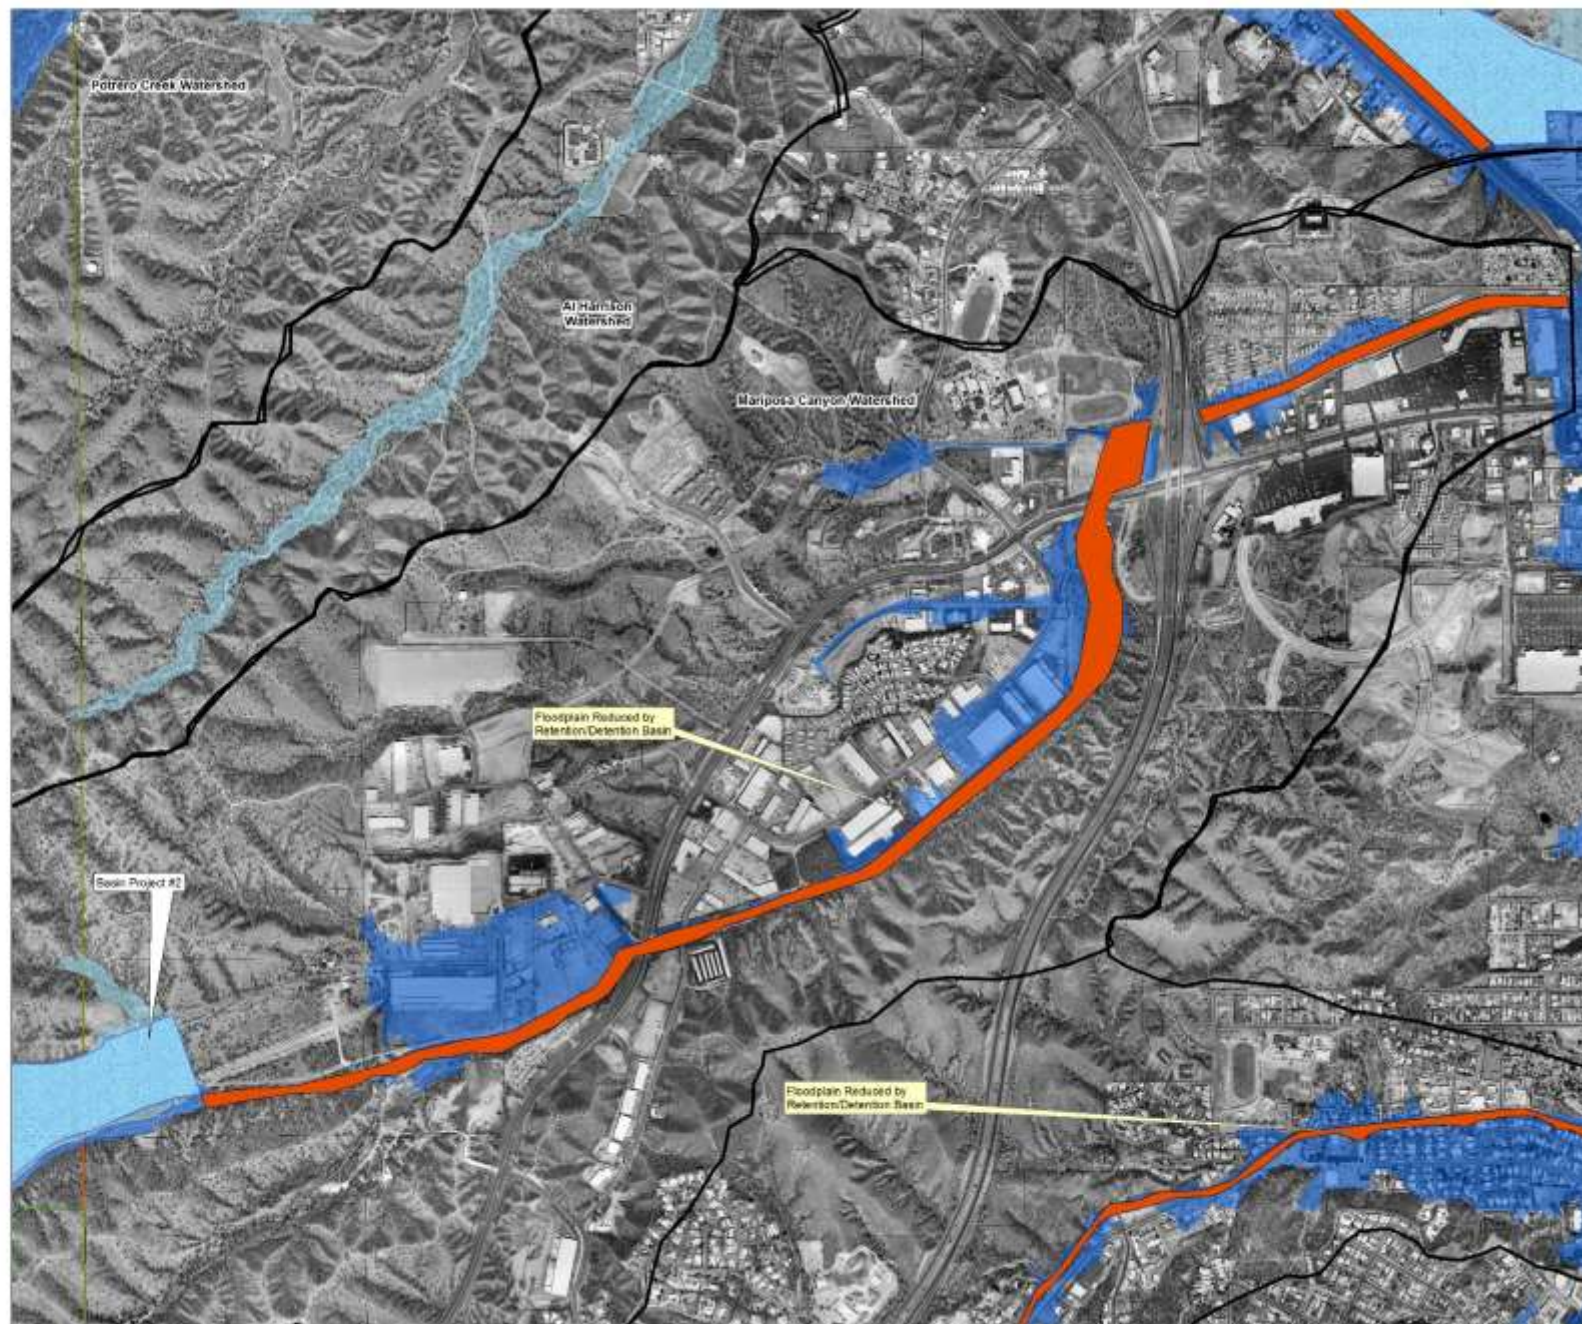 Potrero Creek Watershed
Al Harrison
Watershed
Mariposa Canyon Watershed
Floodplain Reduced by
Retention/Detention Basin
Basin Project #2
Floodplain Reduced by
Retention/Detention Basin